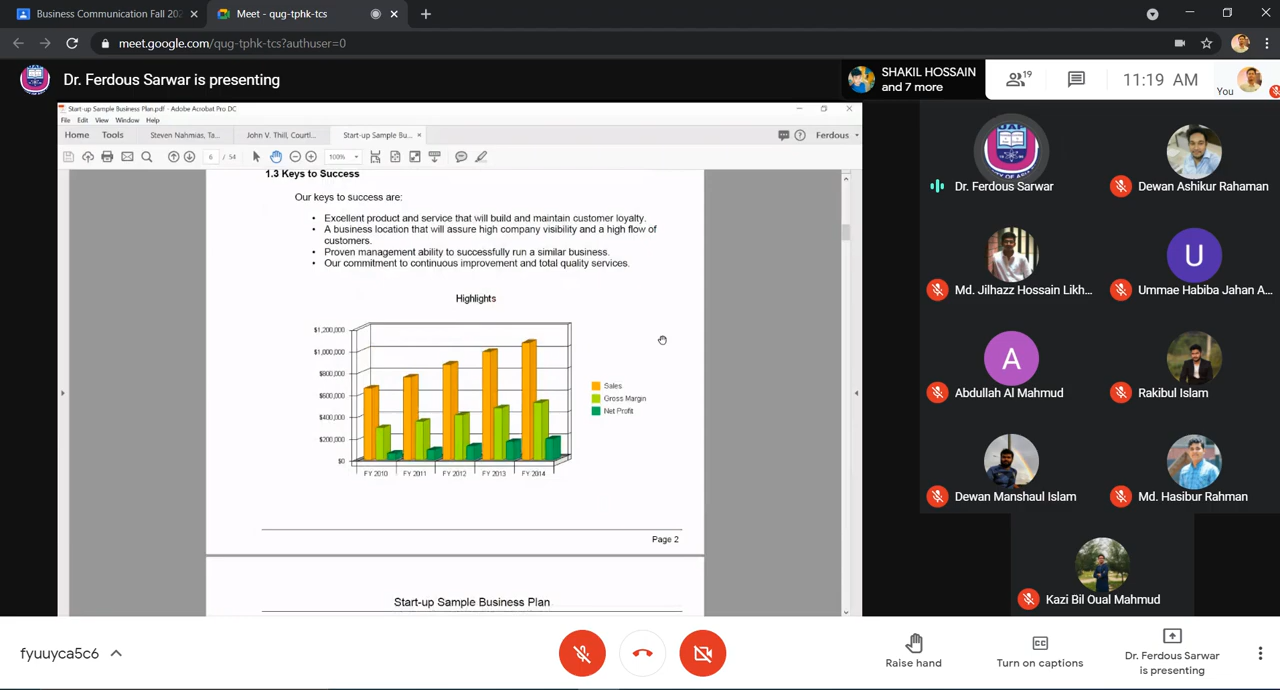 Business Communication Fall 202
Meet - qug-tphk-tcs
meet.google.com/qug-tphk-tcs?authuser=0
Dr. Ferdous Sarwar is presenting
SHAKIL HOSSAIN
and 7 more
19
11:19 AM
You
Start-up Sample Business Plan.pdf - Adobe Acrobat Pro DC
File Edit View Window Help
Home Tools Steven Nahmias, Ta... John V. Thill, Courtl... Start-up Sample Bu... Ferdous
6 / 54 100%
1.3 Keys to Success
Our keys to success are:
• Excellent product and service that will build and maintain customer loyalty.
• A business location that will assure high company visibility and a high flow of
customers.
• Proven management ability to successfully run a similar business.
• Our commitment to continuous improvement and total quality services.
Highlights
$1,200,000
$1,000,000
$800,000
$600,000
$400,000
$200,000
$0
FY 2010 FY 2011 FY 2012 FY 2013 FY 2014
Sales
Gross Margin
Net Profit
Page 2
Start-up Sample Business Plan
Dr. Ferdous Sarwar
Dewan Ashikur Rahaman
Md. Jilhazz Hossain Likh...
U
Ummae Habiba Jahan A...
A
Abdullah Al Mahmud
Rakibul Islam
Dewan Manshaul Islam
Md. Hasibur Rahman
Kazi Bil Oual Mahmud
fyuuyca5c6
Raise hand
CC
Turn on captions
Dr. Ferdous Sarwar
is presenting